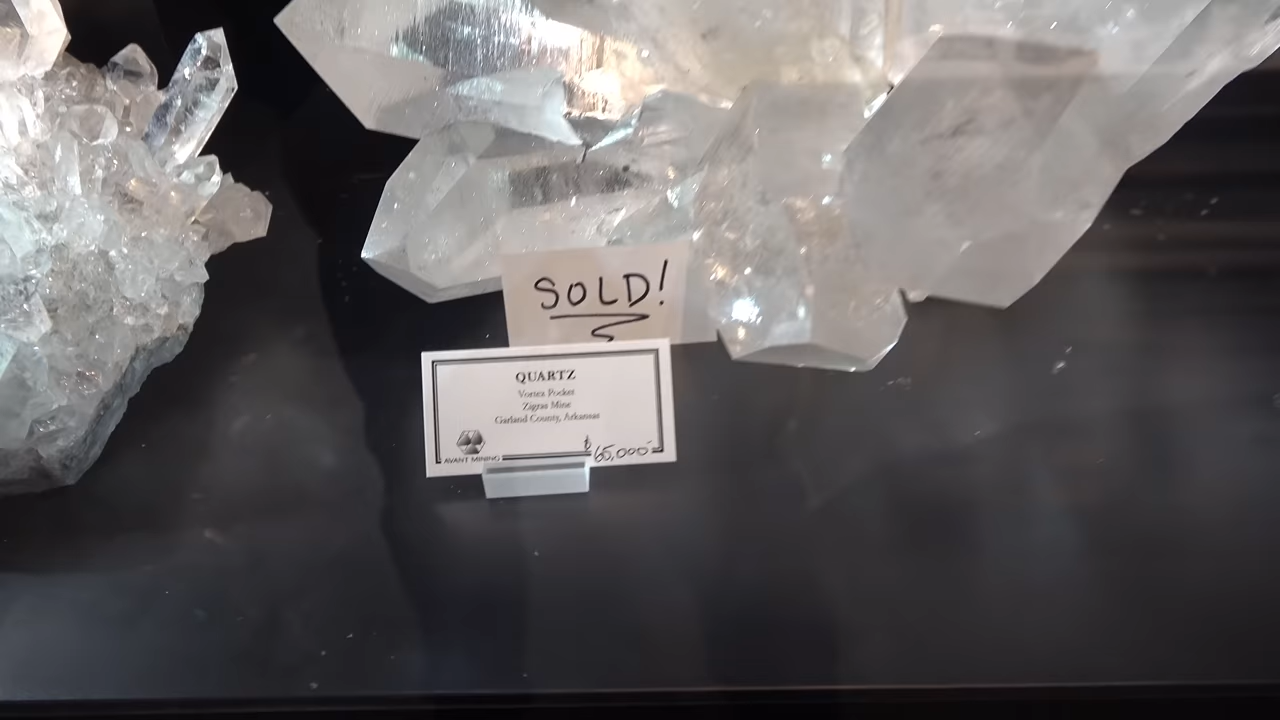 SOLD!
QUARTZ
Vortex Pocket
Zigras Mine
Garland County, Arkansas
$65,000-
AVANT MINING